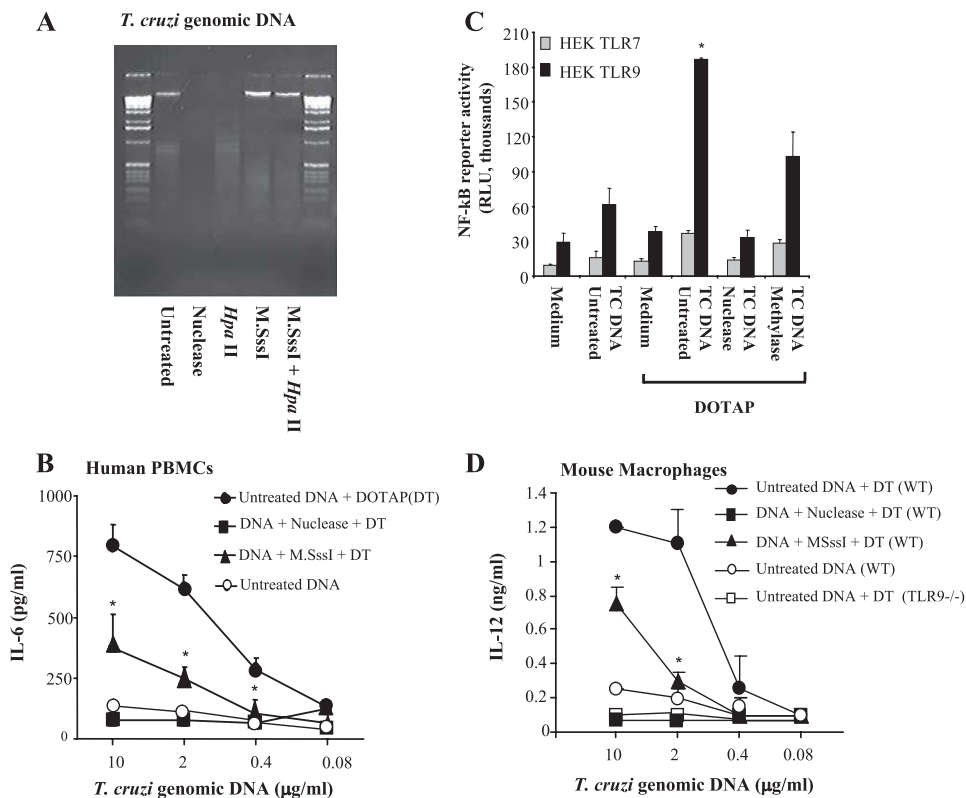 A
T. cruzi genomic DNA
Untreated
Nuclease
Hpa II
M.SssI
M.SssI + Hpa II
C
HEK TLR7
HEK TLR9
*
NF-kB reporter activity
(RLU, thousands)
210
180
150
120
90
60
30
0
Medium
Untreated
TC DNA
Medium
Untreated
TC DNA
Nuclease
TC DNA
Methylase
TC DNA
DOTAP
B
Human PBMCs
Untreated DNA + DOTAP(DT)
DNA + Nuclease + DT
DNA + M.SssI + DT
Untreated DNA
IL-6 (pg/ml)
1000
750
500
250
0
*
*
*
10 2 0.4 0.08
T. cruzi genomic DNA (μg/ml)
D
Mouse Macrophages
Untreated DNA + DT (WT)
DNA + Nuclease + DT (WT)
DNA + MSssI + DT (WT)
Untreated DNA (WT)
Untreated DNA + DT (TLR9-/-)
IL-12 (ng/ml)
1.4
1.2
1
0.8
0.6
0.4
0.2
0
*
*
10 2 0.4 0.08
T. cruzi genomic DNA (μg/ml)